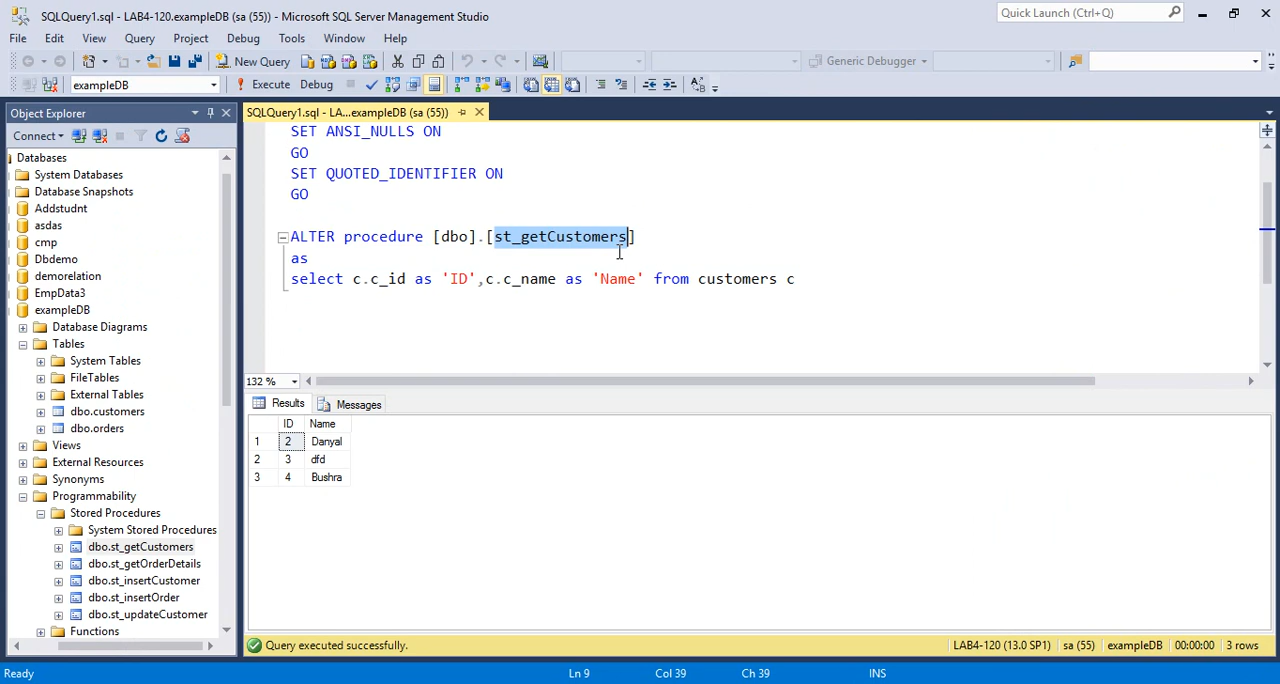 SQLQuery1.sql - LAB4-120.exampleDB (sa (55)) - Microsoft SQL Server Management Studio
Quick Launch (Ctrl+Q)
File Edit View Query Project Debug Tools Window Help
New Query
Generic Debugger
exampleDB
Execute Debug
Object Explorer
SQLQuery1.sql - LA...exampleDB (sa (55))
Connect
Databases
System Databases
Database Snapshots
Addstudnt
asdas
cmp
Dbdemo
demorelation
EmpData3
exampleDB
Database Diagrams
Tables
System Tables
FileTables
External Tables
dbo.customers
dbo.orders
Views
External Resources
Synonyms
Programmability
Stored Procedures
System Stored Procedures
dbo.st_getCustomers
dbo.st_getOrderDetails
dbo.st_insertCustomer
dbo.st_insertOrder
dbo.st_updateCustomer
Functions
SET ANSI_NULLS ON
GO
SET QUOTED_IDENTIFIER ON
GO
ALTER procedure [dbo].[st_getCustomers]
as
select c.c_id as 'ID',c.c_name as 'Name' from customers c
132 %
Results Messages
ID Name
1 2 Danyal
2 3 dfd
3 4 Bushra
Query executed successfully.
LAB4-120 (13.0 SP1) sa (55) exampleDB 00:00:00 3 rows
Ready Ln 9 Col 39 Ch 39 INS